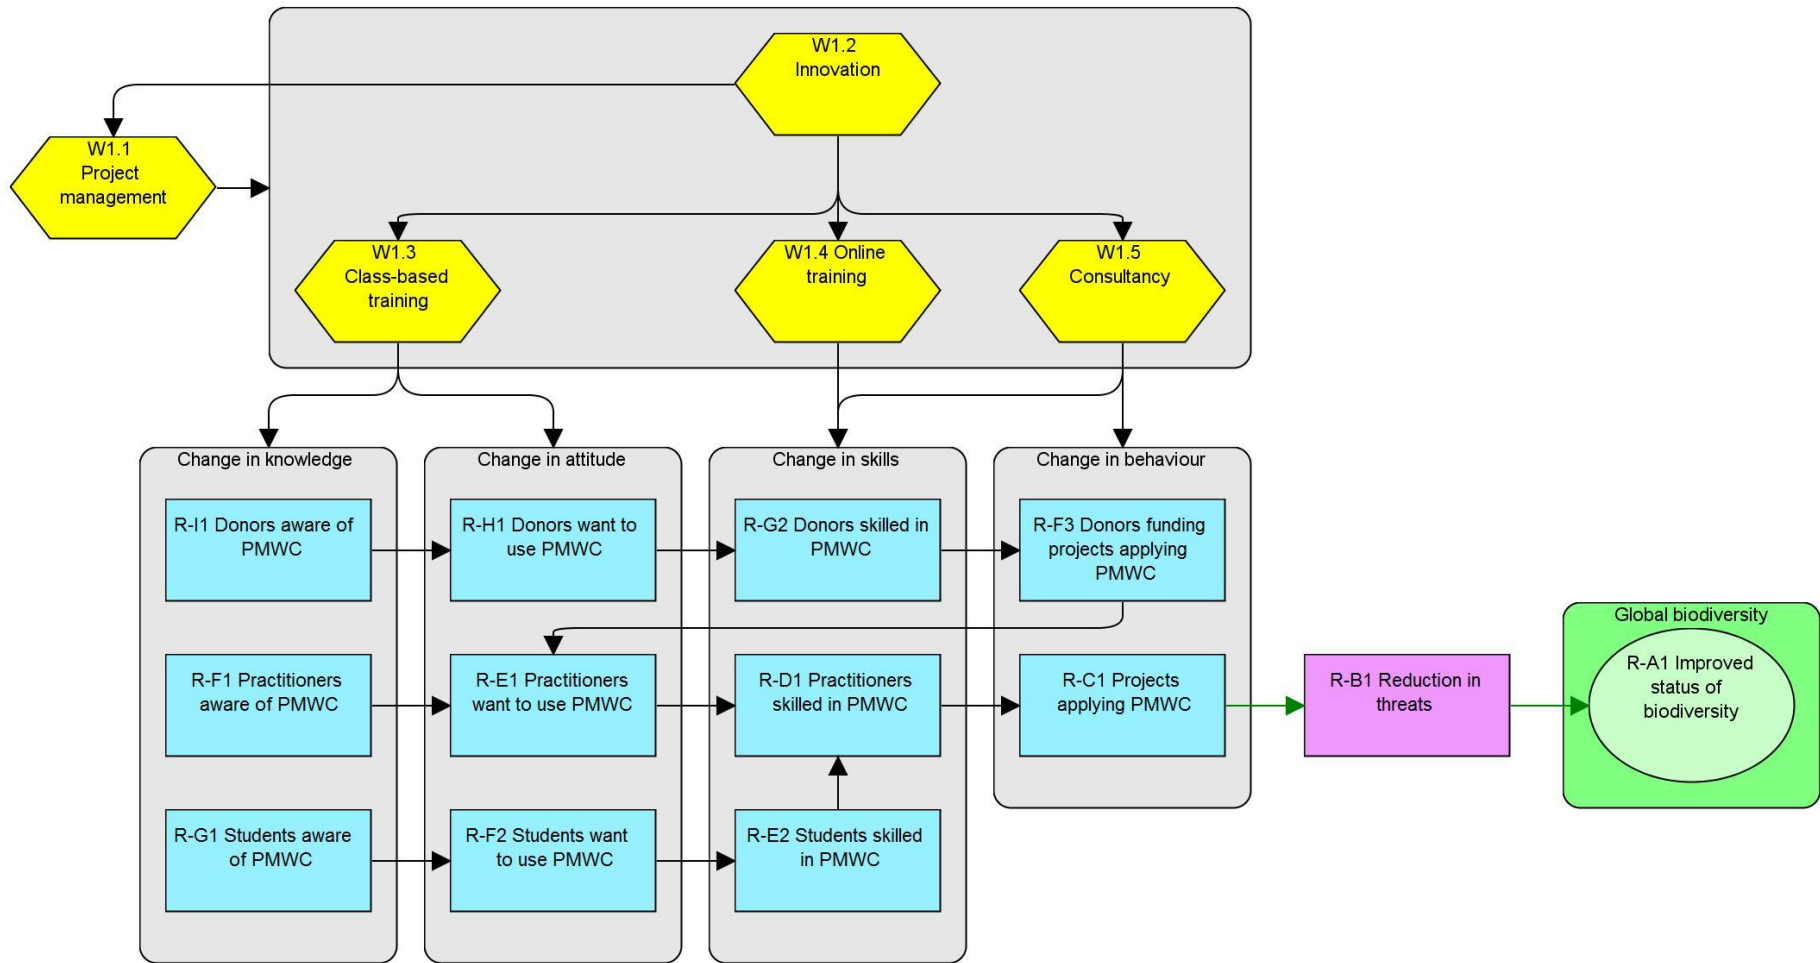 W1.2
Innovation
W1.1
Project
management
W1.3
Class-based
training
W1.4 Online
training
W1.5
Consultancy
Change in knowledge
Change in attitude
Change in skills
Change in behaviour
R-I1 Donors aware of
PMWC
R-H1 Donors want to
use PMWC
R-G2 Donors skilled in
PMWC
R-F3 Donors funding
projects applying
PMWC
Global biodiversity
R-F1 Practitioners
aware of PMWC
R-E1 Practitioners
want to use PMWC
R-D1 Practitioners
skilled in PMWC
R-C1 Projects
applying PMWC
R-B1 Reduction in
threats
R-A1 Improved
status of
biodiversity
R-G1 Students aware
of PMWC
R-F2 Students want
to use PMWC
R-E2 Students skilled
in PMWC